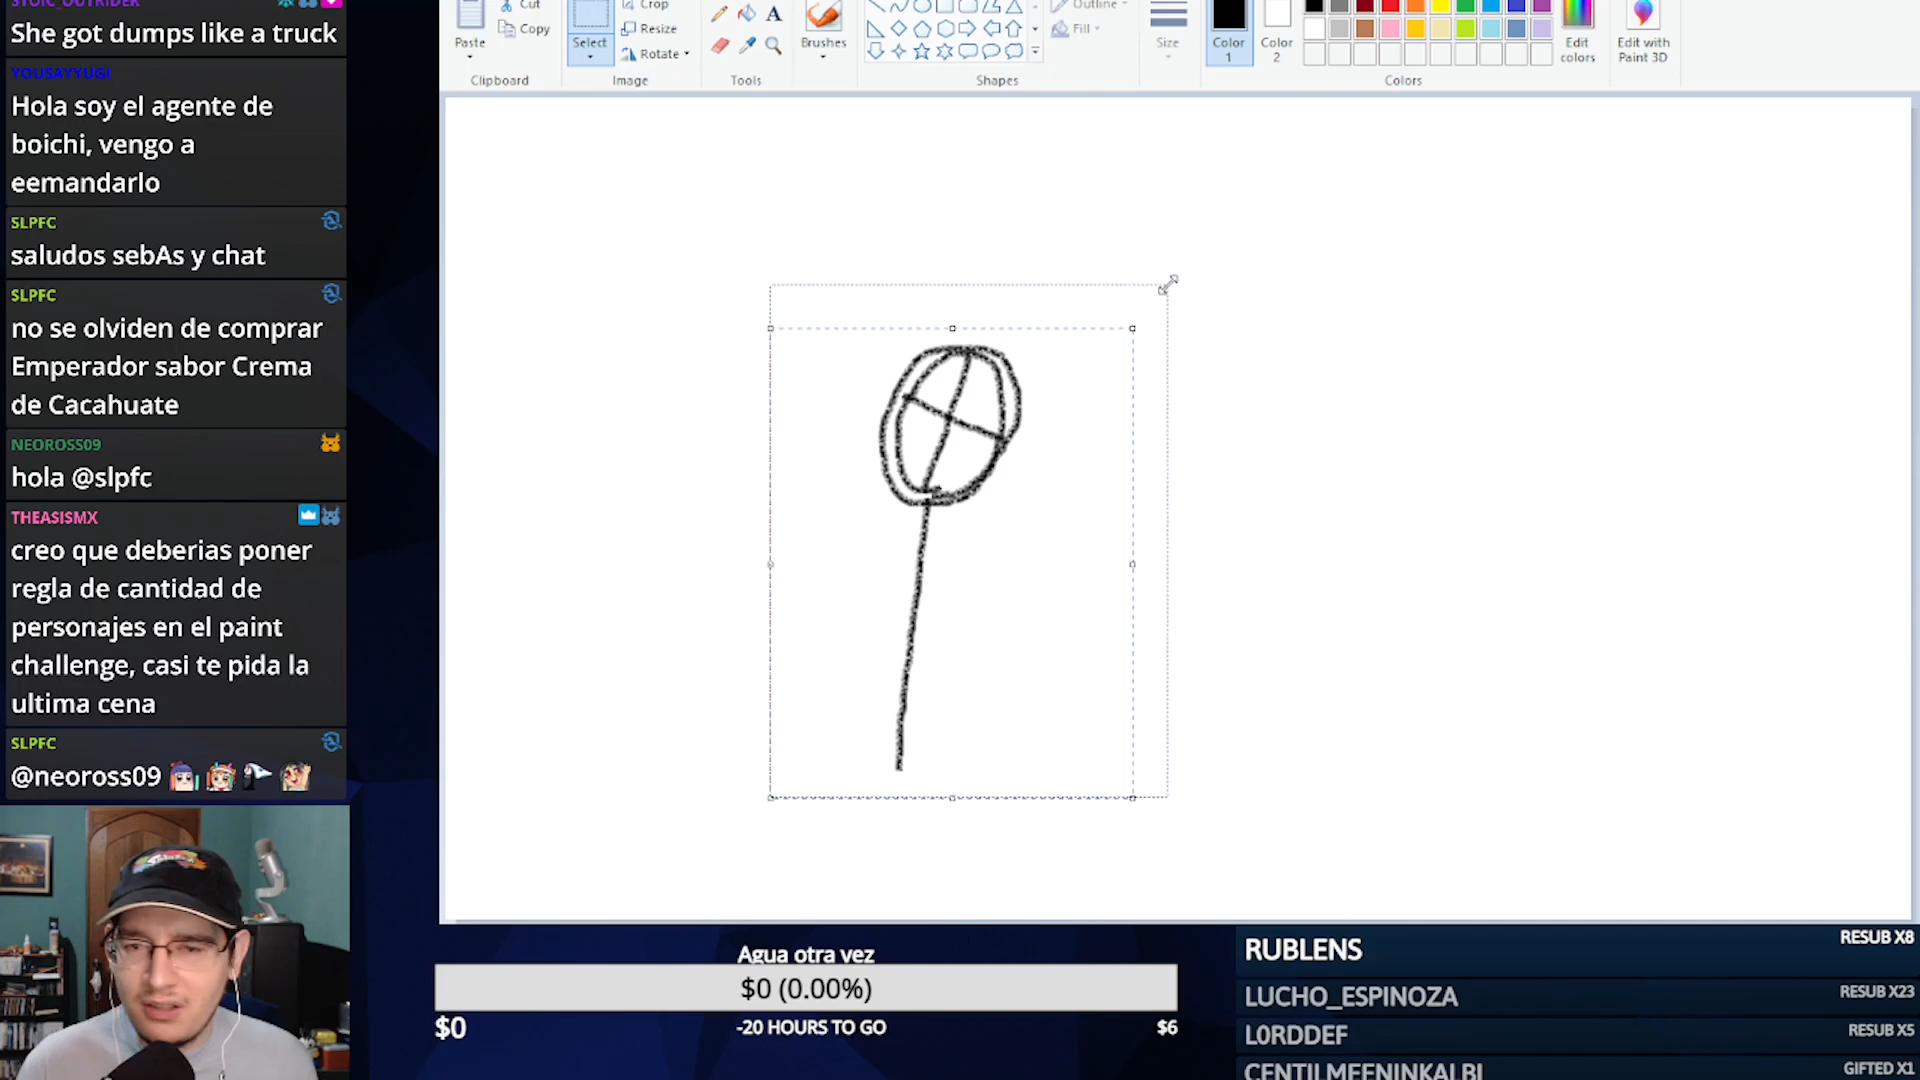 STOIC_OUTRIDER
She got dumps like a truck
YOUSAYYUGI
Hola soy el agente de
boichi, vengo a
eemandarlo
SLPFC
saludos sebAs y chat
SLPFC
no se olviden de comprar
Emperador sabor Crema
de Cacahuate
NEOROSS09
hola @slpfc
THEASISMX
creo que deberias poner
regla de cantidad de
personajes en el paint
challenge, casi te pida la
ultima cena
SLPFC
@neoross09
Paste
Cut
Copy
Clipboard
Select
Crop
Resize
Rotate
Image
A
Tools
Brushes
Shapes
Outline
Fill
Size
Color
1
Color
2
Colors
Edit
colors
Edit with
Paint 3D
Agua otra vez
$0 (0.00%)
$0
-20 HOURS TO GO
$6
RUBLENS
RESUB X8
LUCHO_ESPINOZA
RESUB X23
L0RDDEF
RESUB X5
GIFTED X1